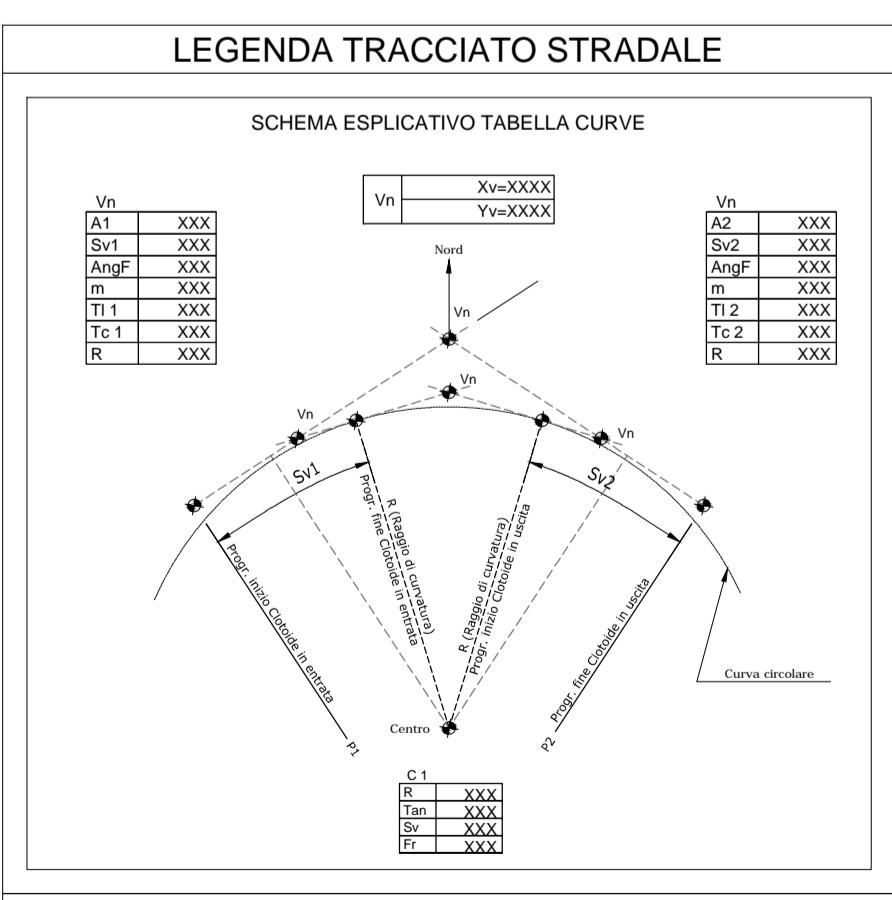 LEGENDA TRACCIATO STRADALE
SCHEMA ESPLICATIVO TABELLA CURVE
Vn
A1 XXX
Sv1 XXX
AngF XXX
m XXX
Tl 1 XXX
Tc 1 XXX
R XXX
Vn
Xv=XXXX
Yv=XXXX
Vn
A2 XXX
Sv2 XXX
AngF XXX
m XXX
Tl 2 XXX
Tc 2 XXX
R XXX
Nord
Vn
Vn
Vn
Vn
Sv1
Sv2
Progr. inizio Clotoide in entrata
R (Raggio di curvatura)
Progr. fine Clotoide in entrata
R (Raggio di curvatura)
Progr. inizio Clotoide in uscita
Progr. fine Clotoide in uscita
Curva circolare
Centro
P1
P2
C 1
R XXX
Tan XXX
Sv XXX
Fr XXX